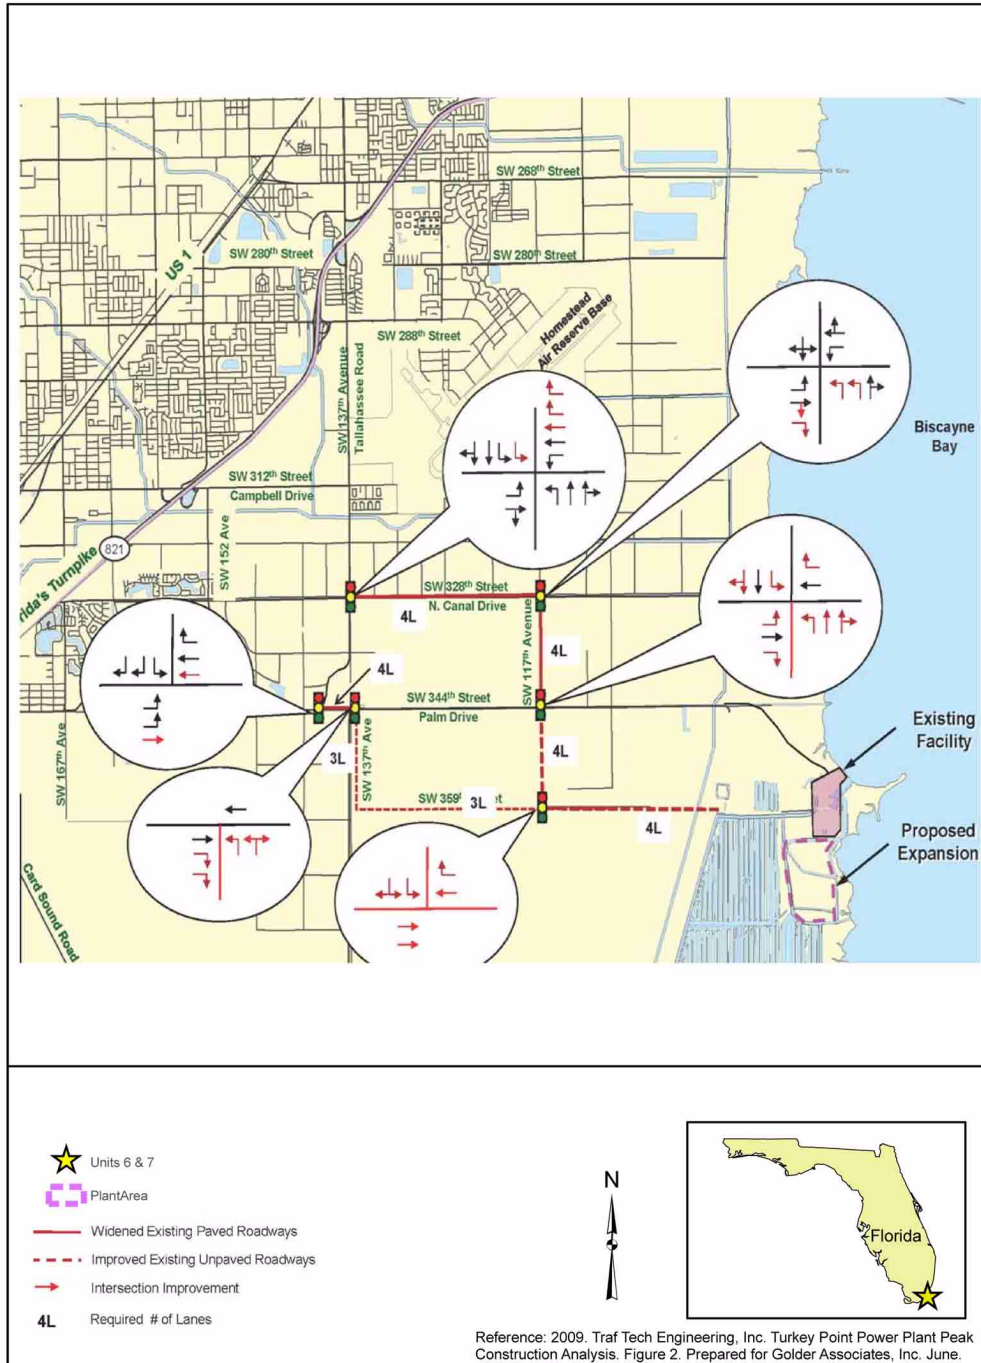 SW 268th Street
US 1
SW 280th Street
SW 280th Street
SW 288th Street
Homestead
Air Reserve Base
SW 137th Avenue
Tallahassee Road
Biscayne
Bay
SW 312th Street
Campbell Drive
SW 152 Ave
821
rida's Turnpike
SW 328th Street
N. Canal Drive
4L
SW 117th Avenue
4L
4L
SW 344th Street
Palm Drive
SW 167th Ave
3L
SW 137th Ave
4L
Existing
Facility
SW 359t
3L
et
4L
Proposed
Expansion
Card Sound Road
Units 6 & 7
PlantArea
Widened Existing Paved Roadways
Improved Existing Unpaved Roadways
Intersection Improvement
4L Required # of Lanes
N
Florida
Reference: 2009. Traf Tech Engineering, Inc. Turkey Point Power Plant Peak
Construction Analysis. Figure 2. Prepared for Golder Associates, Inc. June.